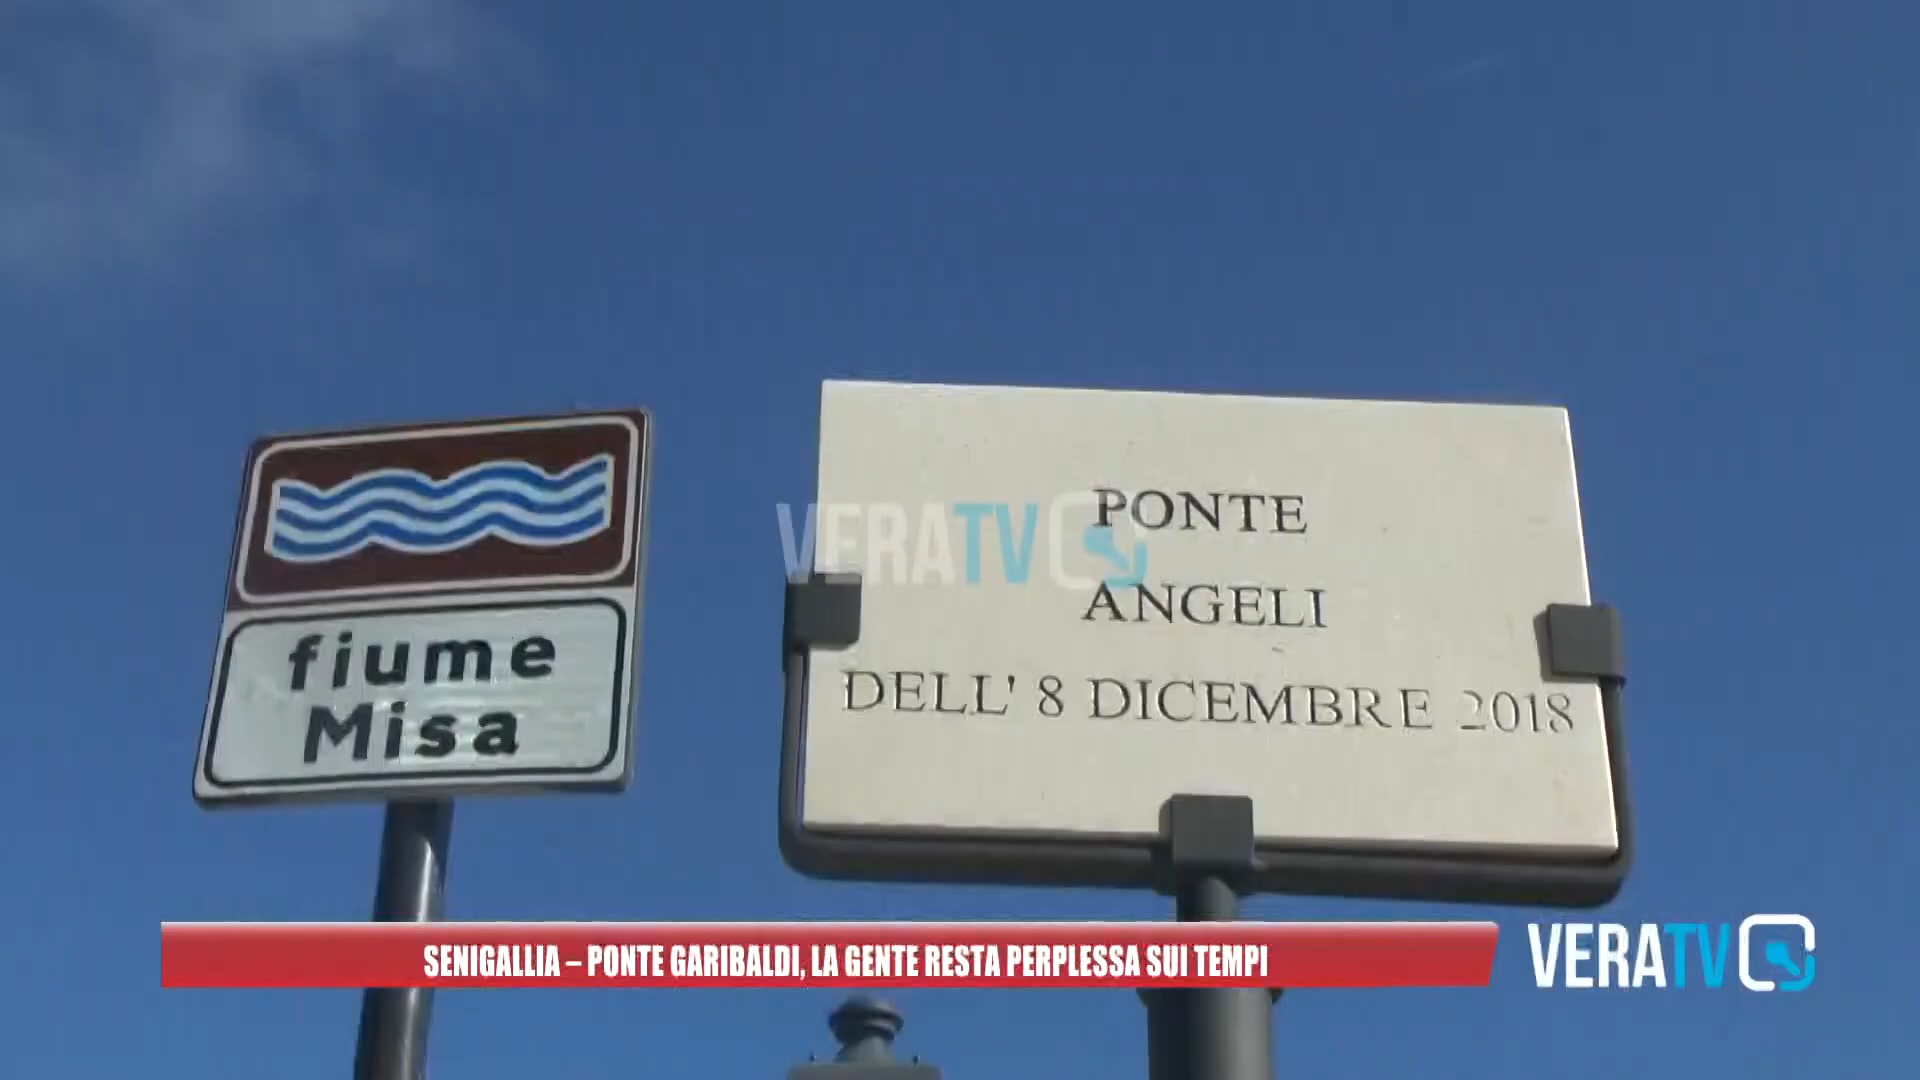 PONTE
ANGELI
DELL' 8 DICEMBRE 2018
VERATV
fiume
Misa
SENIGALLIA – PONTE GARIBALDI, LA GENTE RESTA PERPLESSA SUI TEMPI
VERATV